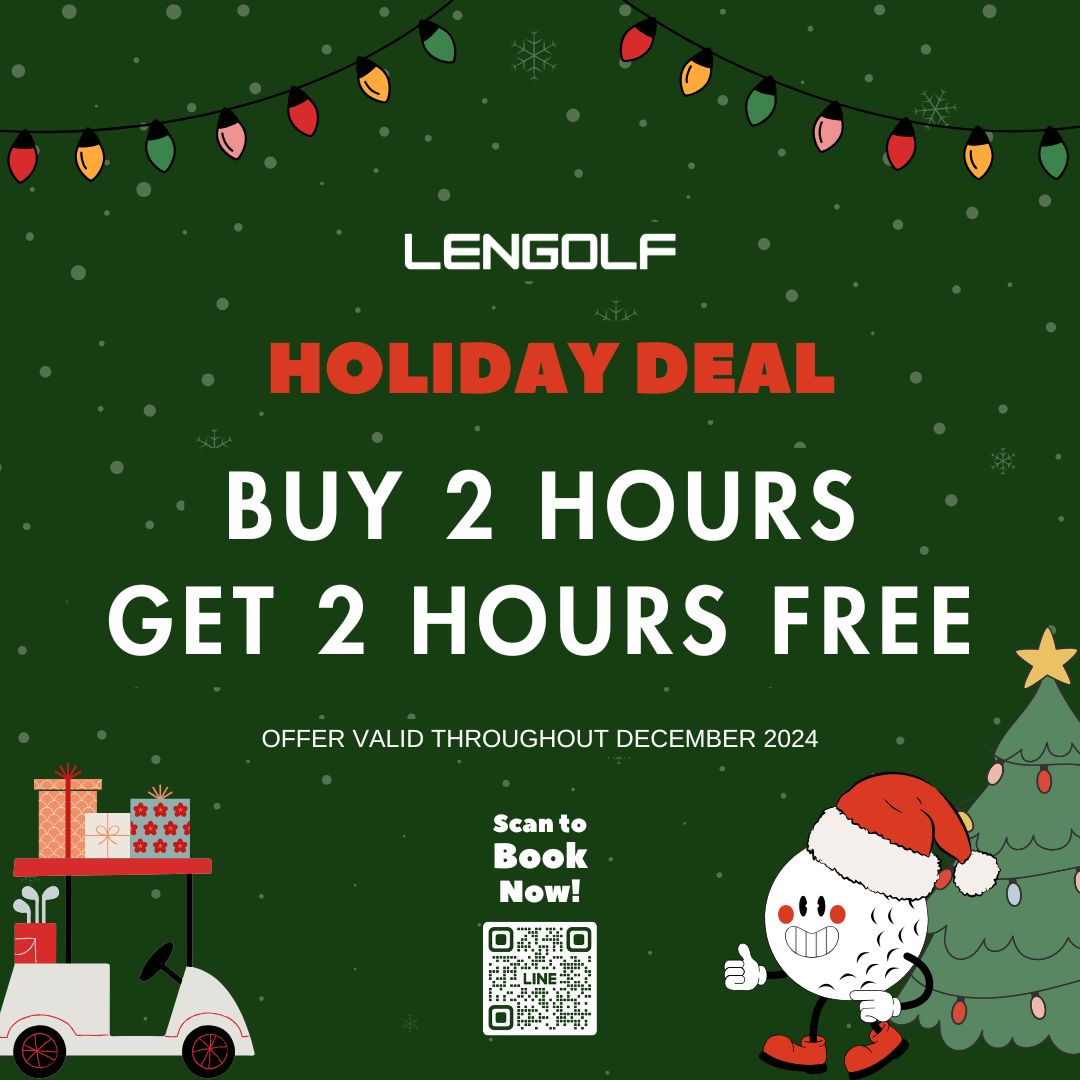 LENGOLF
HOLIDAY DEAL
BUY 2 HOURS
GET 2 HOURS FREE
OFFER VALID THROUGHOUT DECEMBER 2024
Scan to
Book
Now!
LINE